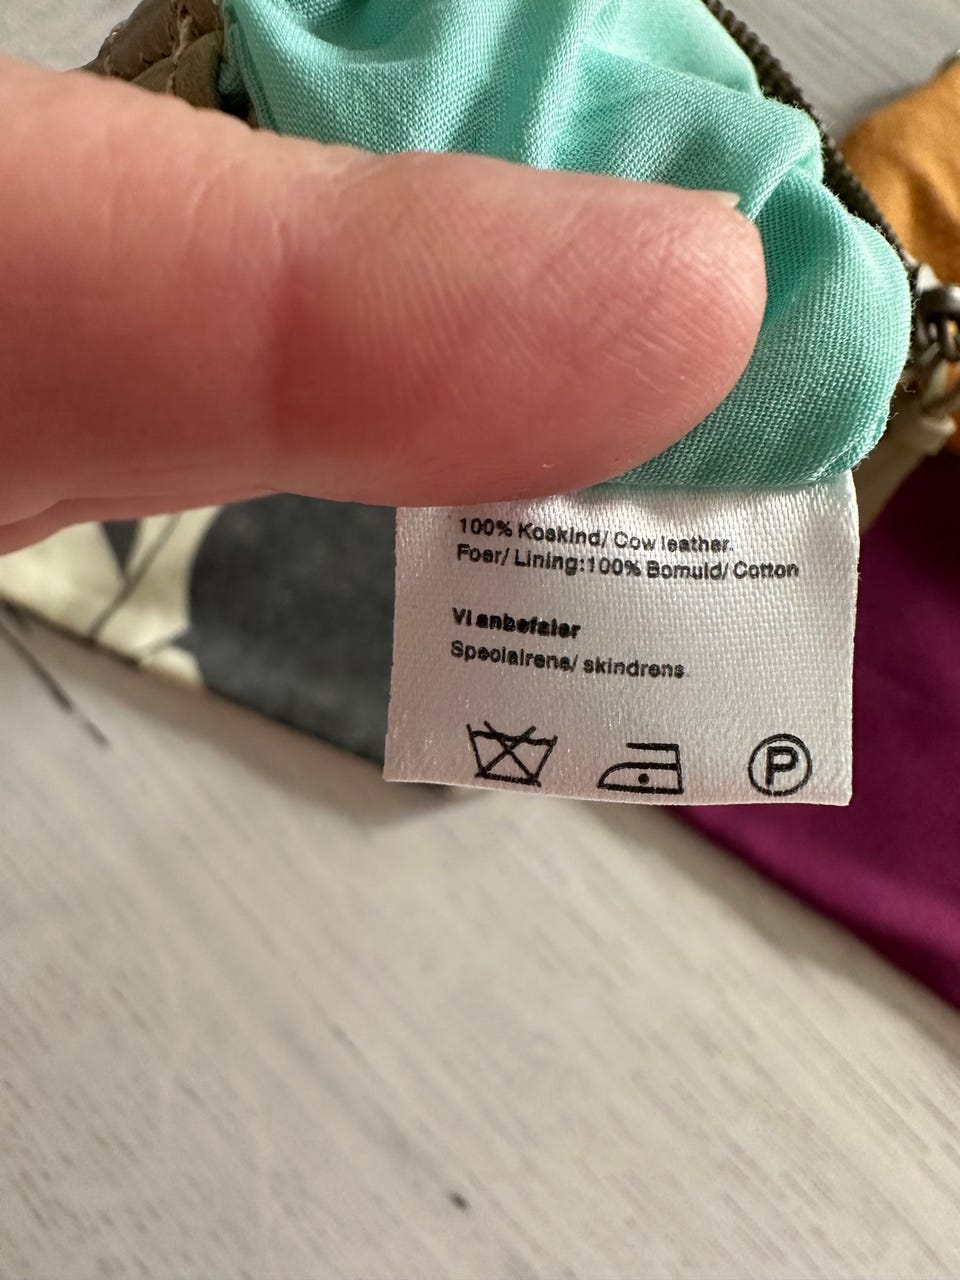 100% Koskind/ Cow leather.
Foer/ Lining:100% Bomuld/ Cotton
Vi anbefaler
Specialrens/ skindrens.
P